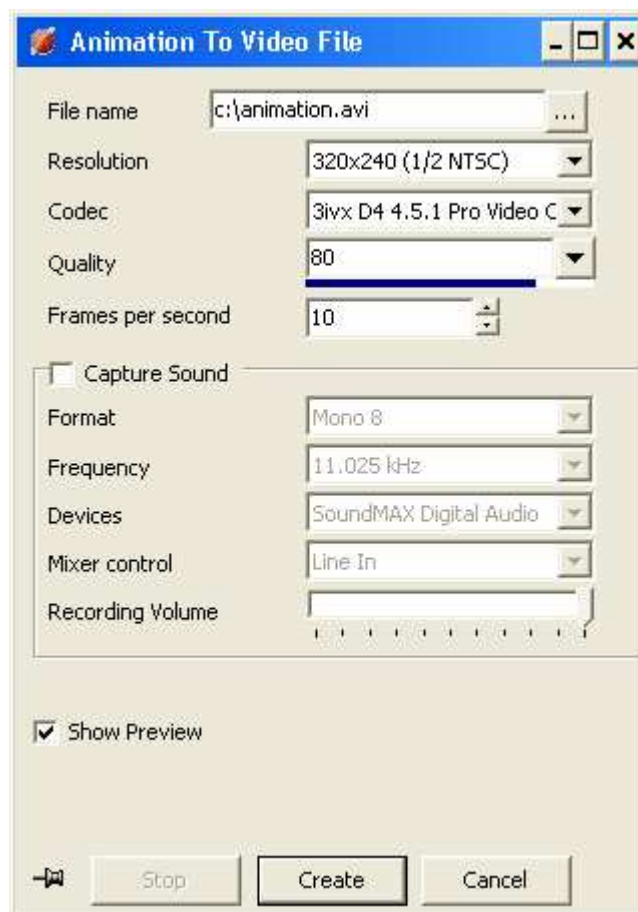 Animation To Video File
File name c:\animation.avi ...
Resolution 320x240 (1/2 NTSC)
Codec 3ivx D4 4.5.1 Pro Video C
Quality 80
Frames per second 10
Capture Sound
Format Mono 8
Frequency 11.025 kHz
Devices SoundMAX Digital Audio
Mixer control Line In
Recording Volume
Show Preview
Stop Create Cancel